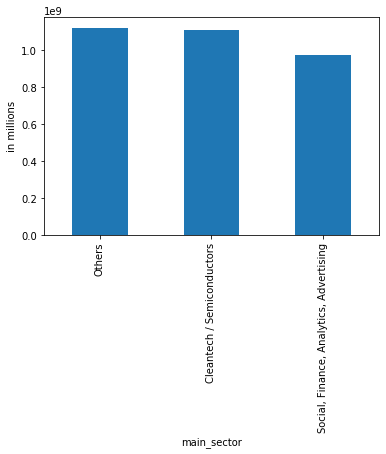 1e9
in millions
1.0
0.8
0.6
0.4
0.2
0.0
Others
Cleantech / Semiconductors
Social, Finance, Analytics, Advertising
main_sector